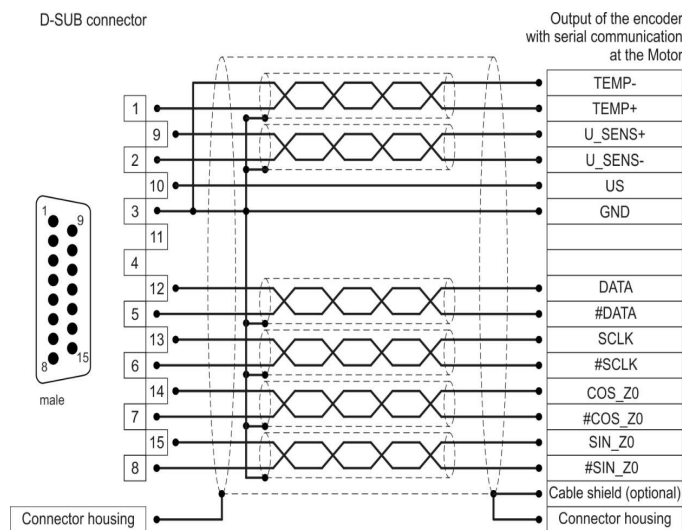 D-SUB connector
Output of the encoder
with serial communication
at the Motor
TEMP-
1
TEMP+
9
U_SENS+
2
U_SENS-
10
US
3
GND
11
4
12
DATA
5
#DATA
13
SCLK
6
#SCLK
14
COS_Z0
7
#COS_Z0
15
SIN_Z0
8
#SIN_Z0
Cable shield (optional)
Connector housing
Connector housing
1
9
8
15
male